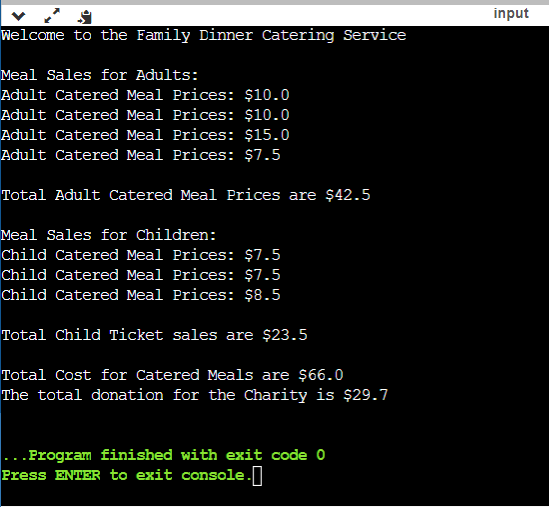 input
Welcome to the Family Dinner Catering Service
Meal Sales for Adults:
Adult Catered Meal Prices: $10.0
Adult Catered Meal Prices: $10.0
Adult Catered Meal Prices: $15.0
Adult Catered Meal Prices: $7.5
Total Adult Catered Meal Prices are $42.5
Meal Sales for Children:
Child Catered Meal Prices: $7.5
Child Catered Meal Prices: $7.5
Child Catered Meal Prices: $8.5
Total Child Ticket sales are $23.5
Total Cost for Catered Meals are $66.0
The total donation for the Charity is $29.7
...Program finished with exit code 0
Press ENTER to exit console.